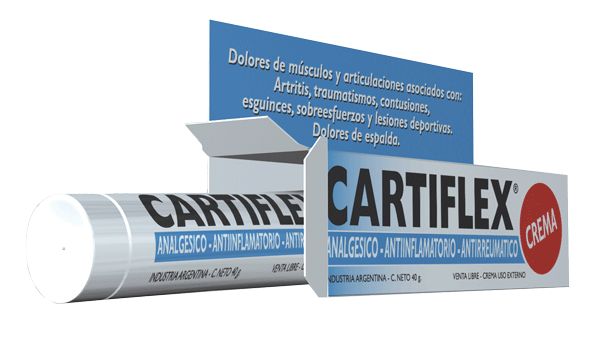 Dolores de músculos y articulaciones asociados con:
Artritis, traumatismos, contusiones,
esguinces, sobreesfuerzos y lesiones deportivas.
Dolores de espalda.
CARTIFLEX
ANALGESICO - ANTIINFLAMATORIO - ANTIRR
INDUSTRIA ARGENTINA - C. NETO 40 g
CARTIFLEX®
CREMA
ANALGESICO - ANTIINFLAMATORIO - ANTIRREUMATICO
INDUSTRIA ARGENTINA - C. NETO 40 g. VENTA LIBRE - CREMA USO EXTERNO